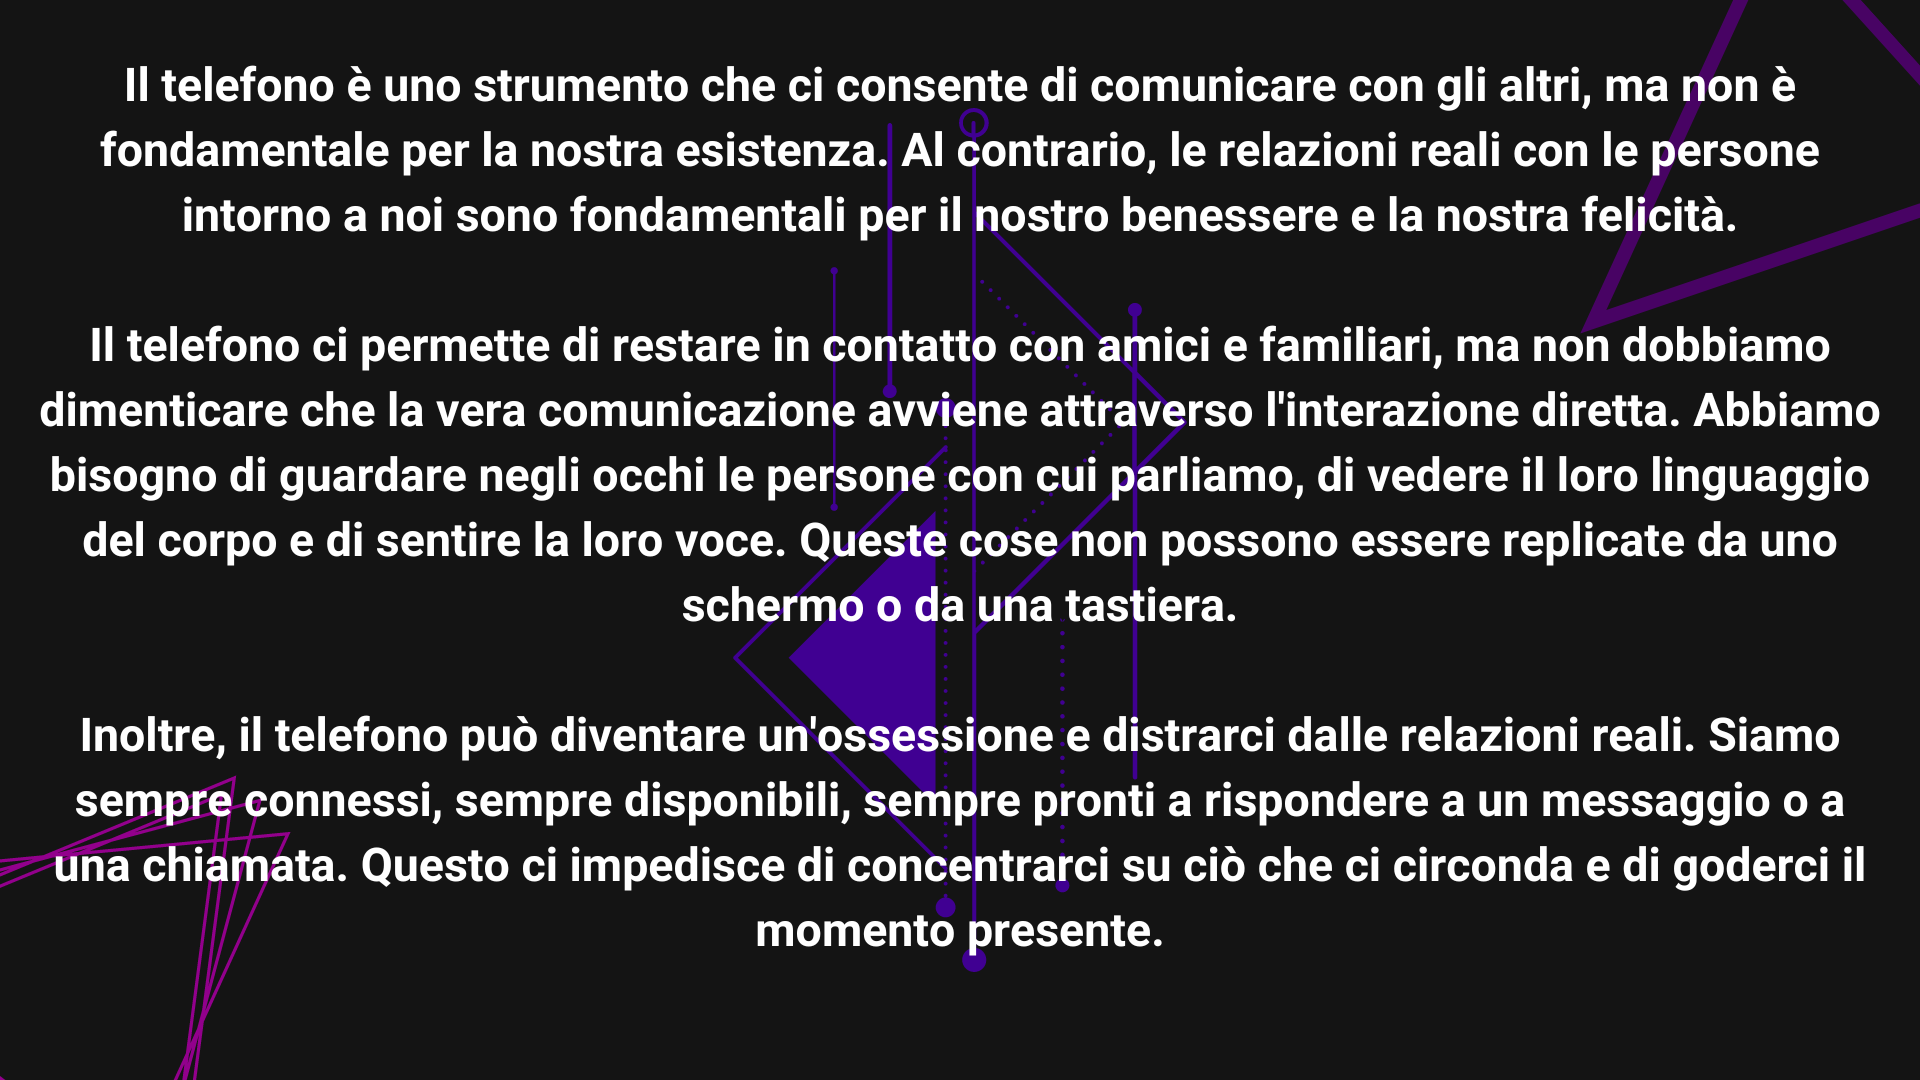 Il telefono è uno strumento che ci consente di comunicare con gli altri, ma non è
fondamentale per la nostra esistenza. Al contrario, le relazioni reali con le persone
intorno a noi sono fondamentali per il nostro benessere e la nostra felicità.
Il telefono ci permette di restare in contatto con amici e familiari, ma non dobbiamo
dimenticare che la vera comunicazione avviene attraverso l'interazione diretta. Abbiamo
bisogno di guardare negli occhi le persone con cui parliamo, di vedere il loro linguaggio
del corpo e di sentire la loro voce. Queste cose non possono essere replicate da uno
schermo o da una tastiera.
Inoltre, il telefono può diventare un'ossessione e distrarci dalle relazioni reali. Siamo
sempre connessi, sempre disponibili, sempre pronti a rispondere a un messaggio o a
una chiamata. Questo ci impedisce di concentrarci su ciò che ci circonda e di goderci il
momento presente.